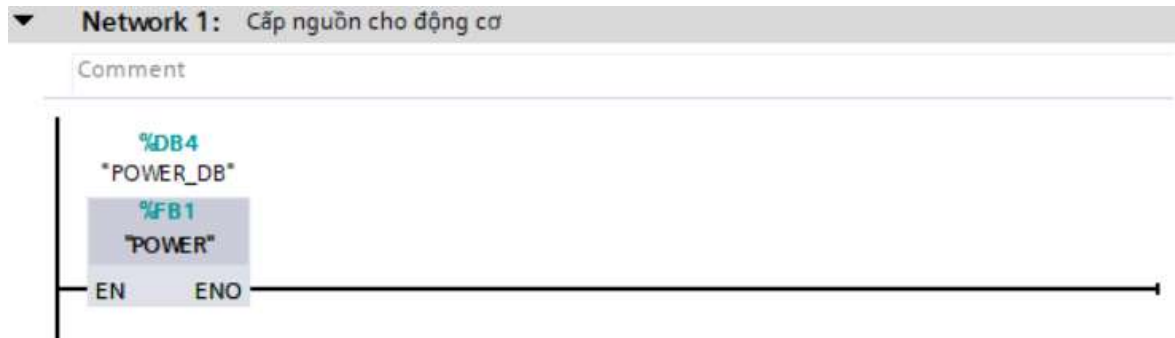 Network 1: Cấp nguồn cho động cơ
Comment
%DB4
"POWER_DB"
%FB1
"POWER"
EN ENO